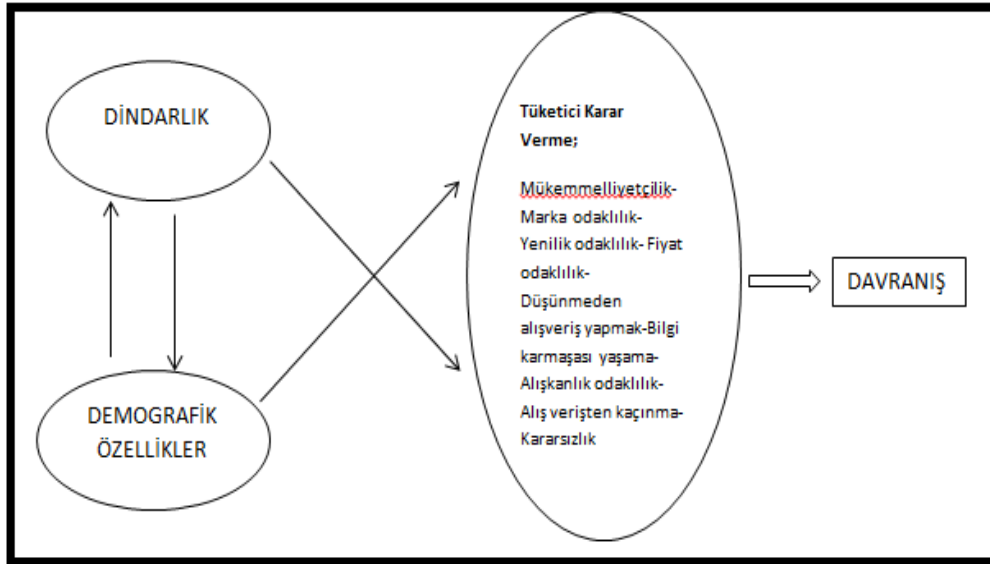 DİNDARLIK
DEMOGRAFİK
ÖZELLİKLER
Tüketici Karar
Verme;
Mükemmelliyetçilik-
Marka odaklılık-
Yenilik odaklılık- Fiyat
odaklılık-
Düşünmeden
alışveriş yapmak-Bilgi
karmaşası yaşama-
Alışkanlık odaklılık-
Alış verişten kaçınma-
Kararsızlık
DAVRANIŞ